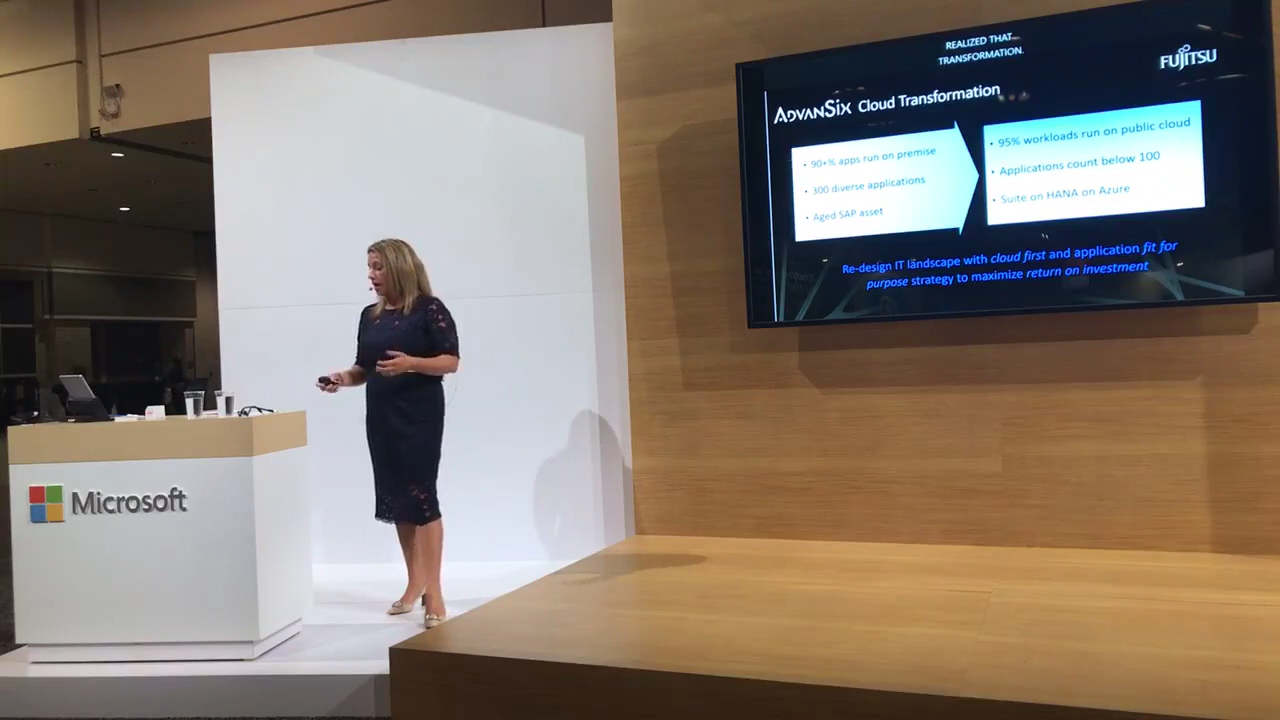 REALIZED THAT
TRANSFORMATION.
FUJITSU
ADVANSIX Cloud Transformation
• 90+% apps run on premise
• 300 diverse applications
• Aged SAP asset
• 95% workloads run on public cloud
• Applications count below 100
• Suite on HANA on Azure
Re-design IT landscape with cloud first and application fit for
purpose strategy to maximize return on investment
Microsoft